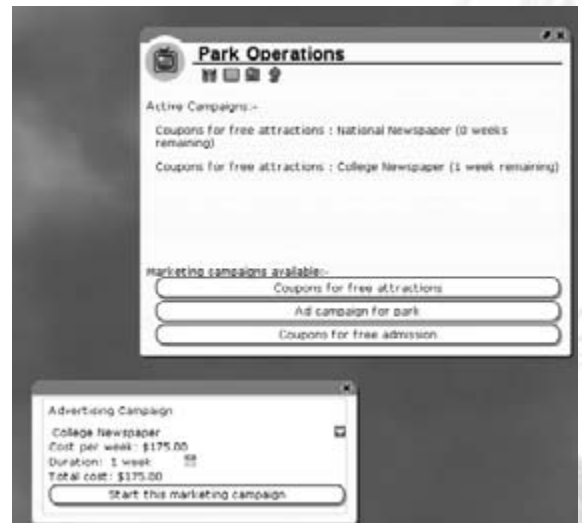 Park Operations
Active Campaigns:-
Coupons for free attractions : National Newspaper (0 weeks
remaining)
Coupons for free attractions : College Newspaper (1 week remaining)
Marketing campaigns available:-
Coupons for free attractions
Ad campaign for park
Coupons for free admission
Advertising Campaign
College Newspaper
Cost per week: $175.00
Duration: 1 week
Total cost: $175.00
Start this marketing campaign